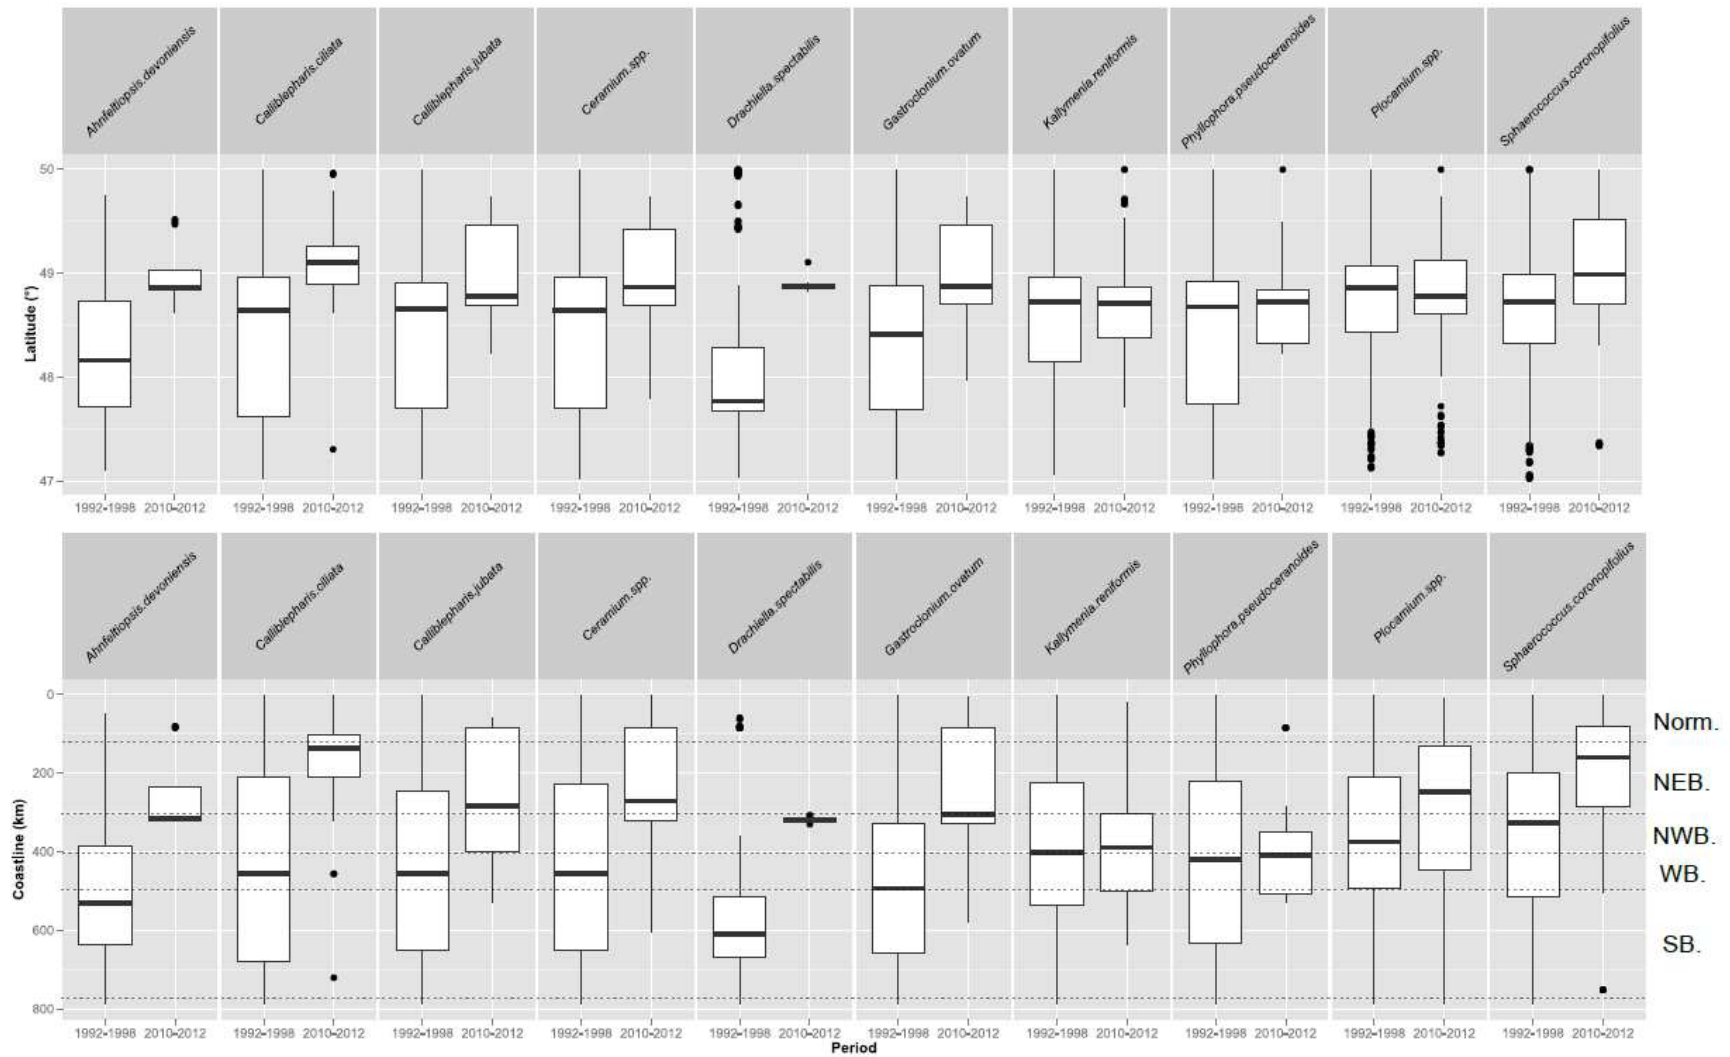 Ahnfeltiopsis.devoniensis
Calliblepharis.ciliata
Calliblepharis.jubata
Ceramium.spp.
Drachiella.spectabilis
Gastroclonium.ovatum
Kallymenia.reniformis
Phyllophora.pseudoceranoides
Plocamium.spp.
Sphaerococcus.coronopifolius
Latitude (°)
50
49
48
47
1992-1998 2010-2012 1992-1998 2010-2012 1992-1998 2010-2012 1992-1998 2010-2012 1992-1998 2010-2012 1992-1998 2010-2012 1992-1998 2010-2012 1992-1998 2010-2012 1992-1998 2010-2012 1992-1998 2010-2012
Ahnfeltiopsis.devoniensis
Calliblepharis.ciliata
Calliblepharis.jubata
Ceramium.spp.
Drachiella.spectabilis
Gastroclonium.ovatum
Kallymenia.reniformis
Phyllophora.pseudoceranoides
Plocamium.spp.
Sphaerococcus.coronopifolius
Coastline (km)
0
200
400
600
800
Norm.
NEB.
NWB.
WB.
SB.
1992-1998 2010-2012 1992-1998 2010-2012 1992-1998 2010-2012 1992-1998 2010-2012 1992-1998 2010-2012 1992-1998 2010-2012 1992-1998 2010-2012 1992-1998 2010-2012 1992-1998 2010-2012 1992-1998 2010-2012
Period